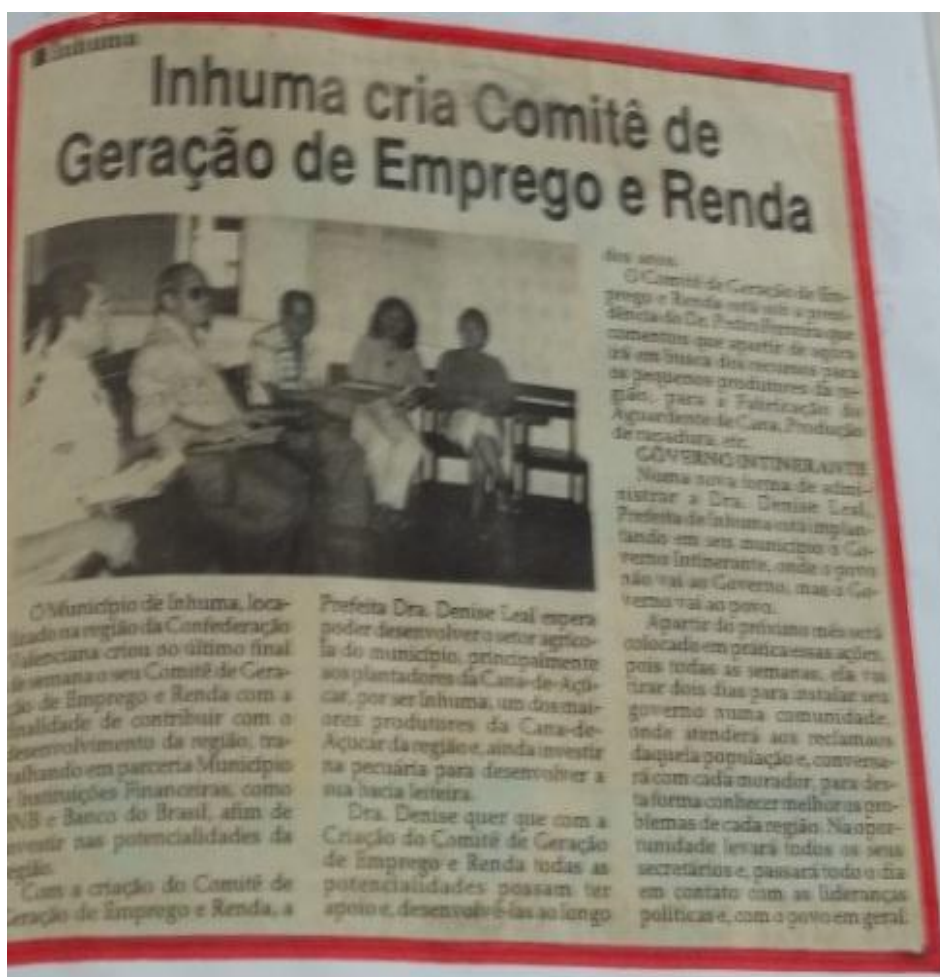 Inhuma
Inhuma cria Comitê de
Geração de Emprego e Renda
O Município de Inhuma, loca-
lizado na região da Confederação
Valenciana criou no último final
de semana o seu Comitê de Gera-
ção de Emprego e Renda com a
finalidade de contribuir com o
desenvolvimento da região, tra-
balhando em parceria Município
e Instituições Financeiras, como
BNB e Banco do Brasil, afim de
investir nas potencialidades da
região.
Com a criação do Comitê de
Geração de Emprego e Renda, a
Prefeita Dra. Denise Leal espera
poder desenvolver o setor agríco-
la do município, principalmente
aos plantadores da Cana-de-Açú-
car, por ser Inhuma, um dos mai-
ores produtores da Cana-de-
Açucar da região e, ainda investir
na pecuária para desenvolver a
sua bacia leiteira.
Dra. Denise quer que com a
Criação do Comitê de Geração
de Emprego e Renda todas as
potencialidades possam ter
apoio e, desenvolvê-las ao longo
dos anos.
O Comitê de Geração de Em-
prego e Renda está sob a presi-
dência do Dr. Pedro Ferreira que
comentou que apartir de agora
irá em busca dos recursos para
os pequenos produtores da re-
gião, para a Fabricação do
Aguardente de Cana, Produção
de rapadura, etc.
GOVERNO INTINERANTE
Numa nova forma de admi-
nistrar a Dra. Denise Leal,
Prefeita de Inhuma está implan-
tando em seu município o Go-
verno Intinerante, onde o povo
não vai ao Governo, mas o Go-
verno vai ao povo.
Apartir do próximo mês será
colocado em prática essas ações,
pois todas as semanas, ela vai
tirar dois dias para instalar seu
governo numa comunidade,
onde atenderá aos reclamos
daquela população e, conversa-
rá com cada morador, para des-
ta forma conhecer melhor os pro-
blemas de cada região. Na opor-
tunidade levará todos os seus
secretários e, passará todo o dia
em contato com as lideranças
políticas e, com o povo em geral.